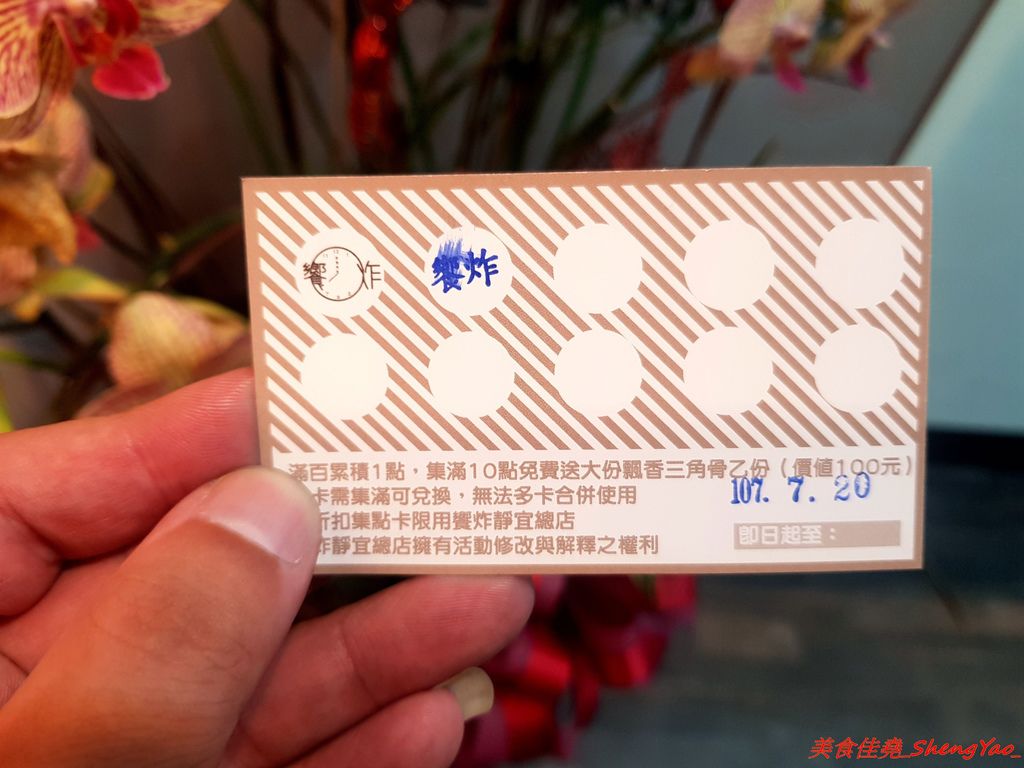 饗 炸
饗炸
滿百累積1點，集滿10點免費送大份飄香三角骨乙份（價值100元）
卡需集滿可兌換，無法多卡合併使用
107. 7. 20
折扣集點卡限用饗炸靜宜總店
即日起至：
炸靜宜總店擁有活動修改與解釋之權利
美食佳堯_ShengYao_